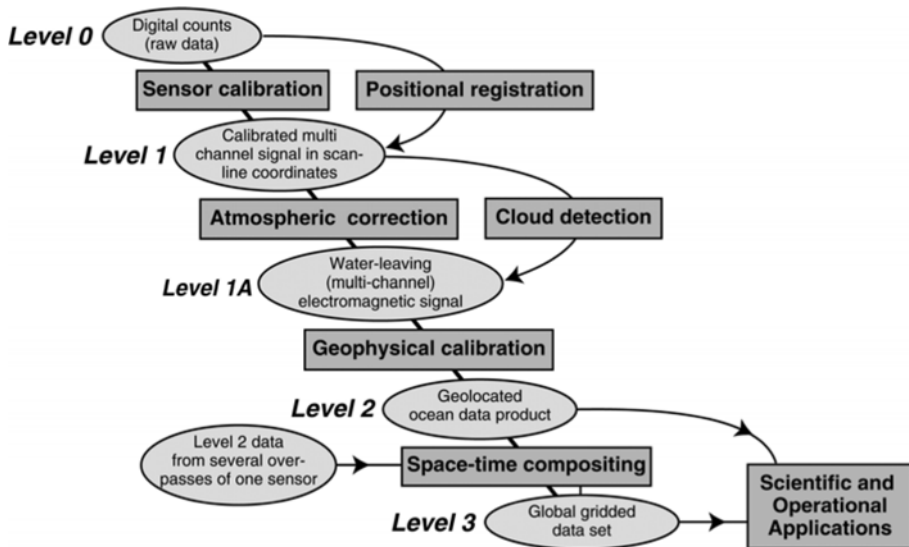 Level 0
Digital counts
(raw data)
Sensor calibration
Positional registration
Level 1
Calibrated multi
channel signal in scan-
line coordinates
Atmospheric correction
Cloud detection
Level 1A
Water-leaving
(multi-channel)
electromagnetic signal
Geophysical calibration
Level 2
Geolocated
ocean data product
Level 2 data
from several over-
passes of one sensor
Space-time compositing
Scientific and
Operational
Applications
Level 3
Global gridded
data set